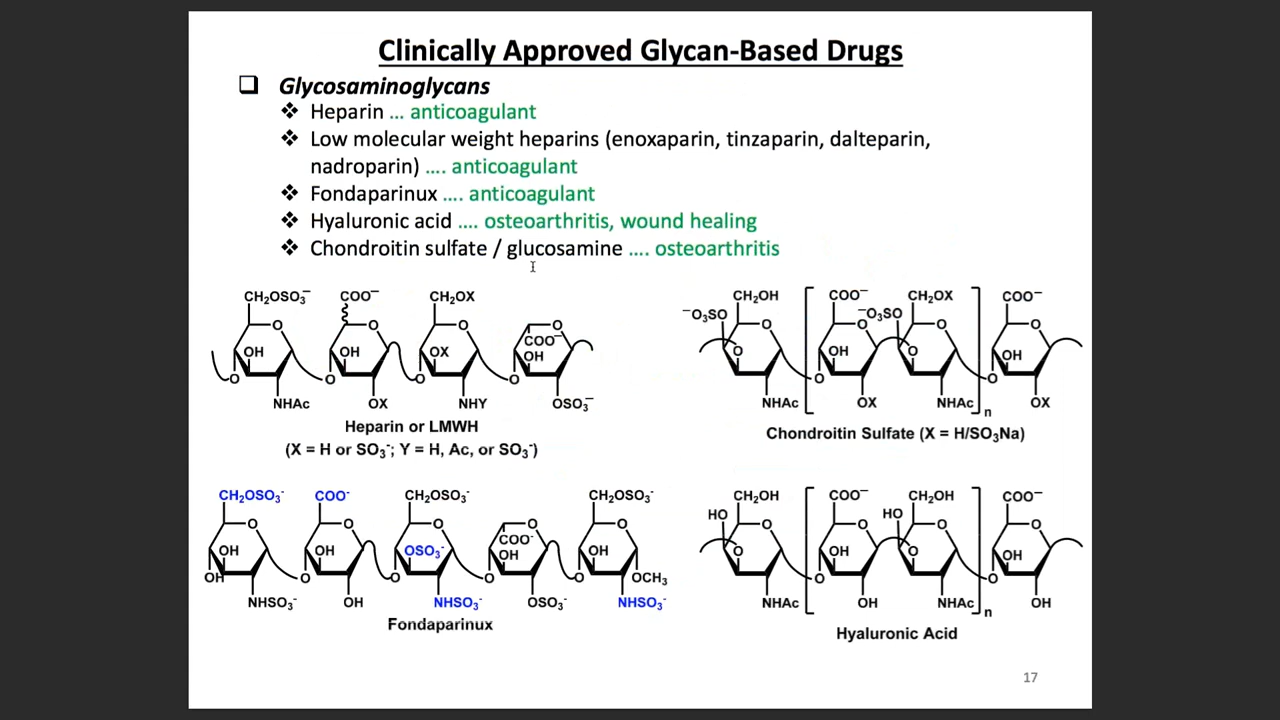 Clinically Approved Glycan-Based Drugs
❑ Glycosaminoglycans
❖ Heparin ... anticoagulant
❖ Low molecular weight heparins (enoxaparin, tinzaparin, dalteparin,
nadroparin) .... anticoagulant
❖ Fondaparinux .... anticoagulant
❖ Hyaluronic acid .... osteoarthritis, wound healing
❖ Chondroitin sulfate / glucosamine .... osteoarthritis
CH₂OSO₃⁻ COO⁻ CH₂OX
O O O O
COO⁻
OH OH OX OH
O O O O
NHAc OX NHY OSO₃⁻
Heparin or LMWH
(X = H or SO₃⁻; Y = H, Ac, or SO₃⁻)
CH₂OH COO⁻ CH₂OX COO⁻
⁻O₃SO ⁻O₃SO
O O O O
O OH O OH
O O
NHAc OX NHAc n OX
Chondroitin Sulfate (X = H/SO₃Na)
CH₂OSO₃⁻ COO⁻ CH₂OSO₃⁻ CH₂OSO₃⁻
O O O O O
COO⁻
OH OH OSO₃⁻ OH OH
OH O O O O OCH₃
NHSO₃⁻ OH NHSO₃⁻ OSO₃⁻ NHSO₃⁻
Fondaparinux
CH₂OH COO⁻ CH₂OH COO⁻
HO HO
O O O O
O OH O OH
O O
NHAc OH NHAc n OH
Hyaluronic Acid
17